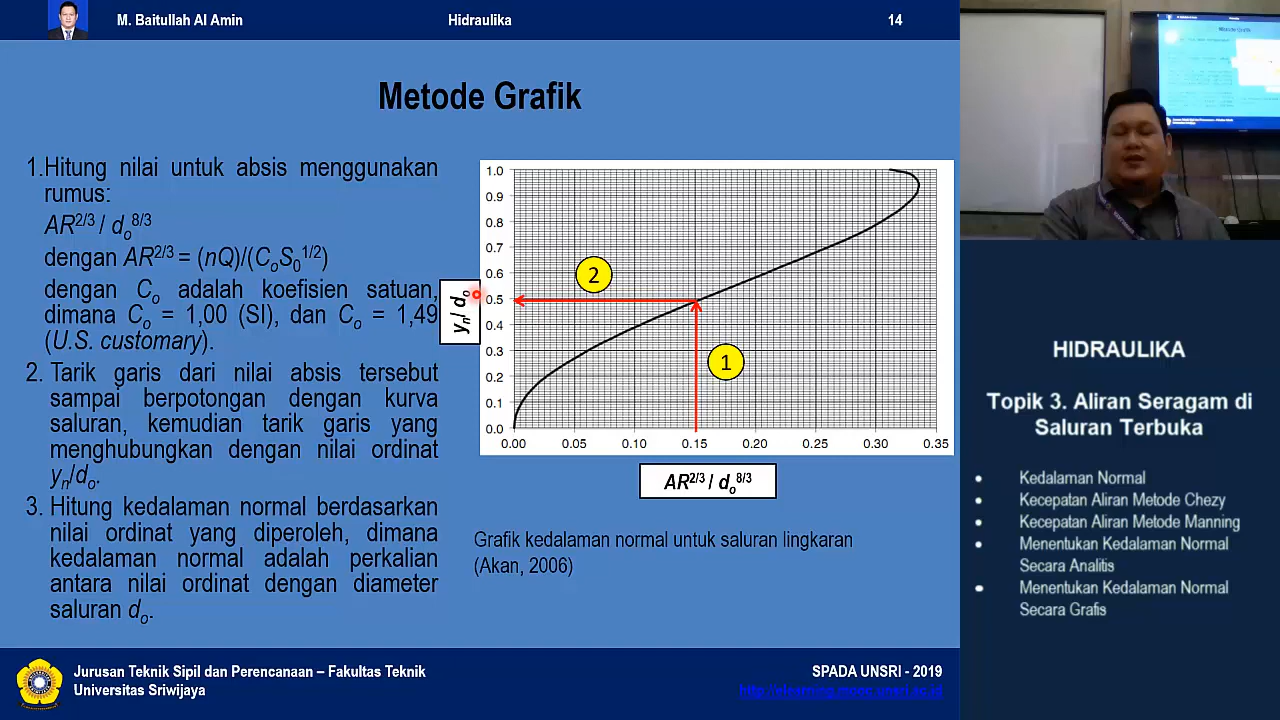 M. Baitullah Al Amin
Hidraulika
14
Metode Grafik
1.Hitung nilai untuk absis menggunakan
rumus:
AR2/3 / do8/3
dengan AR2/3 = (nQ)/(CoS01/2)
dengan Co adalah koefisien satuan,
dimana Co = 1,00 (SI), dan Co = 1,49
(U.S. customary).
2. Tarik garis dari nilai absis tersebut
sampai berpotongan dengan kurva
saluran, kemudian tarik garis yang
menghubungkan dengan nilai ordinat
yn/do.
3. Hitung kedalaman normal berdasarkan
nilai ordinat yang diperoleh, dimana
kedalaman normal adalah perkalian
antara nilai ordinat dengan diameter
saluran do.
yn/ do
1.0
0.9
0.8
0.7
0.6
0.5
0.4
0.3
0.2
0.1
0.0
2
1
0.00 0.05 0.10 0.15 0.20 0.25 0.30 0.35
AR2/3 / do8/3
Grafik kedalaman normal untuk saluran lingkaran
(Akan, 2006)
HIDRAULIKA
Topik 3. Aliran Seragam di
Saluran Terbuka
• Kedalaman Normal
• Kecepatan Aliran Metode Chezy
• Kecepatan Aliran Metode Manning
• Menentukan Kedalaman Normal
Secara Analitis
• Menentukan Kedalaman Normal
Secara Grafis
Jurusan Teknik Sipil dan Perencanaan – Fakultas Teknik
Universitas Sriwijaya
SPADA UNSRI - 2019